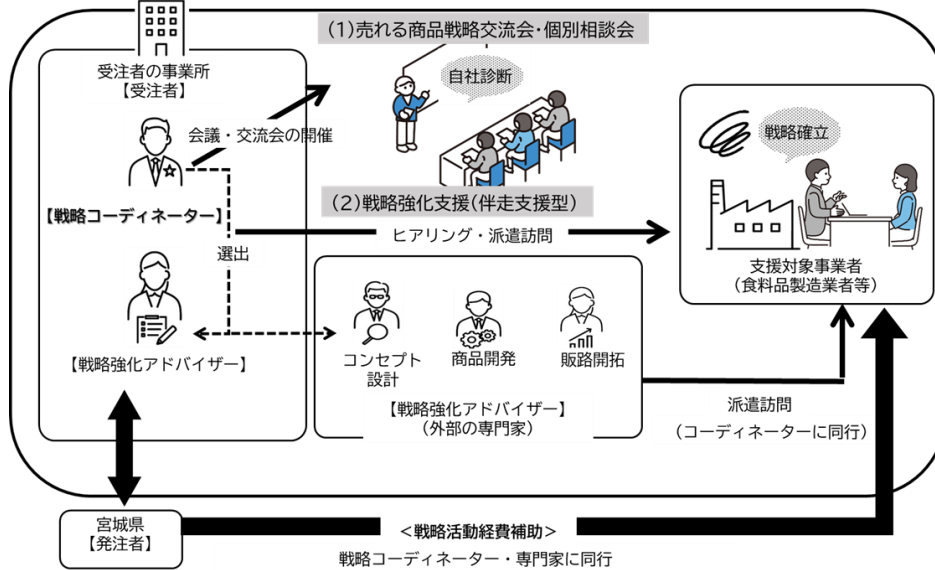 (1)売れる商品戦略交流会・個別相談会
受注者の事業所
【受注者】
自社診断
会議・交流会の開催
戦略確立
【戦略コーディネーター】
(2)戦略強化支援(伴走支援型)
ヒアリング・派遣訪問
選出
支援対象事業者
(食料品製造業者等)
【戦略強化アドバイザー】
コンセプト
設計
商品開発
販路開拓
【戦略強化アドバイザー】
(外部の専門家)
派遣訪問
(コーディネーターに同行)
宮城県
【発注者】
<戦略活動経費補助>
戦略コーディネーター・専門家に同行